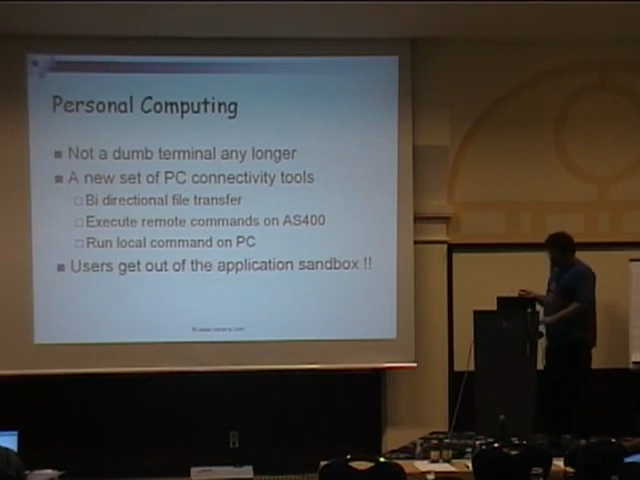 Personal Computing
Not a dumb terminal any longer
A new set of PC connectivity tools
Bi directional file transfer
Execute remote commands on AS400
Run local command on PC
Users get out of the application sandbox !!